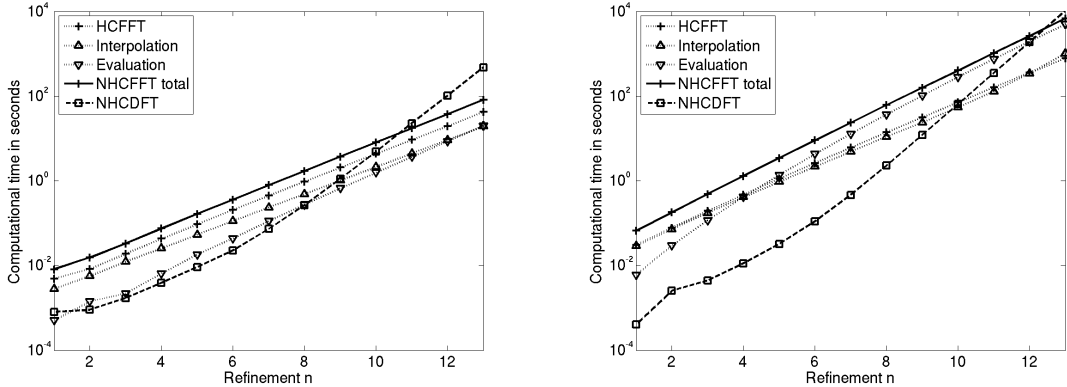 10^4
10^2
10^0
10^-2
10^-4
Computational time in seconds
HCFFT
Interpolation
Evaluation
NHCFFT total
NHCDFT
2 4 6 8 10 12
Refinement n
10^4
10^2
10^0
10^-2
10^-4
Computational time in seconds
HCFFT
Interpolation
Evaluation
NHCFFT total
NHCDFT
2 4 6 8 10 12
Refinement n